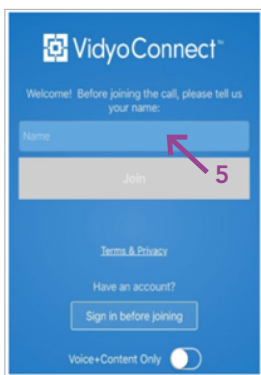 VidyoConnect™
Welcome! Before joining the call, please tell us
your name:
Name
5
Join
Terms & Privacy
Have an account?
Sign in before joining
Voice+Content Only